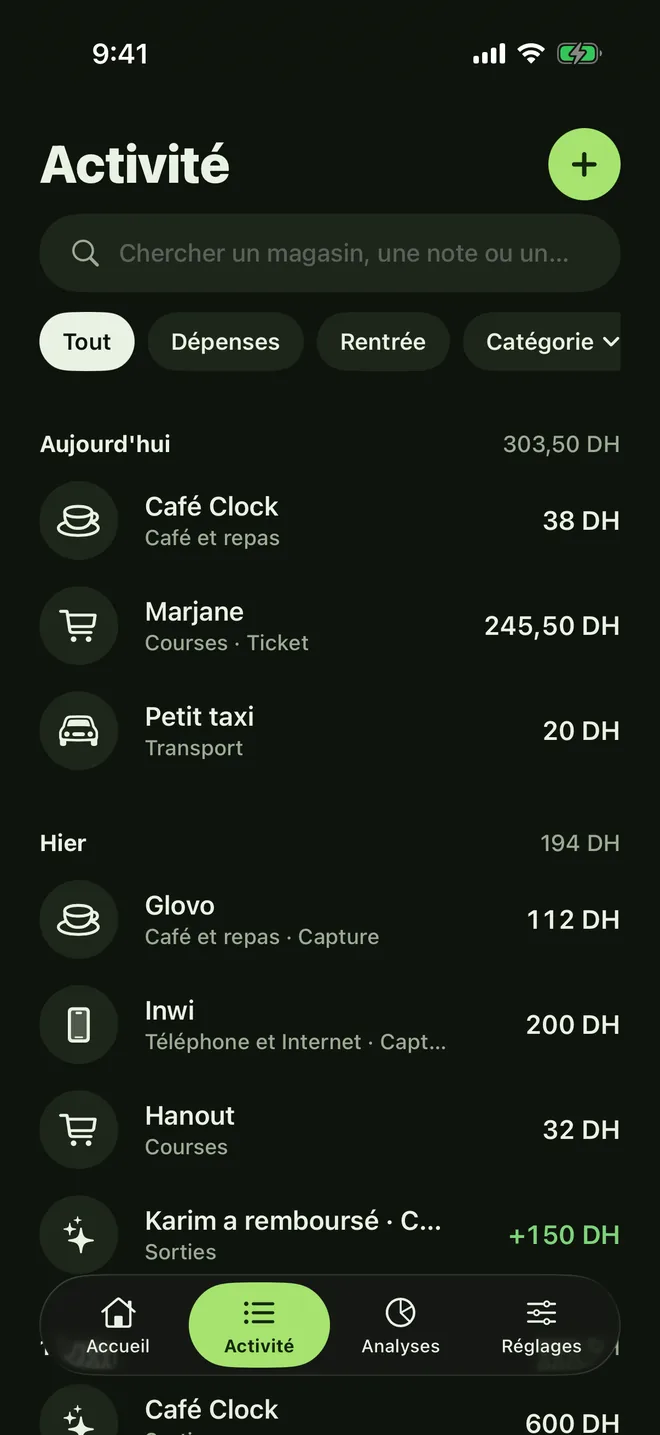 9:41
Activité
Chercher un magasin, une note ou un...
Tout
Dépenses
Rentrée
Catégorie
Aujourd'hui
303,50 DH
Café Clock
38 DH
Café et repas
Marjane
245,50 DH
Courses · Ticket
Petit taxi
20 DH
Transport
Hier
194 DH
Glovo
112 DH
Café et repas · Capture
Inwi
200 DH
Téléphone et Internet · Capt...
Hanout
32 DH
Courses
Karim a remboursé · C...
+150 DH
Sorties
Accueil
Activité
Analyses
Réglages
Café Clock
600 DH